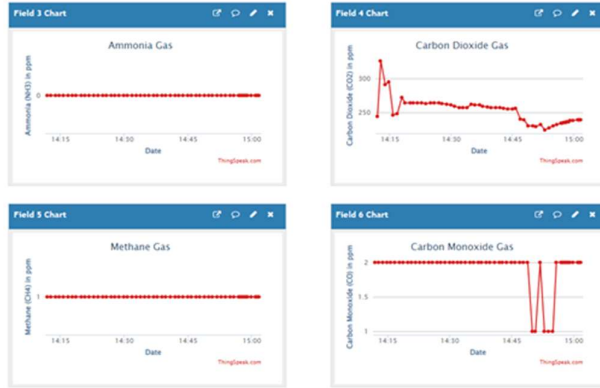 Field 3 Chart
Ammonia Gas
Ammonia (NH3) in ppm
0
14:15 14:30 14:45 15:00
Date
ThingSpeak.com
Field 4 Chart
Carbon Dioxide Gas
Carbon Dioxide (CO2) in ppm
300
250
14:15 14:30 14:45 15:00
Date
ThingSpeak.com
Field 5 Chart
Methane Gas
Methane (CH4) in ppm
1
14:15 14:30 14:45 15:00
Date
ThingSpeak.com
Field 6 Chart
Carbon Monoxide Gas
Carbon Monoxide (CO) in ppm
2
1.5
1
14:15 14:30 14:45 15:00
Date
ThingSpeak.com